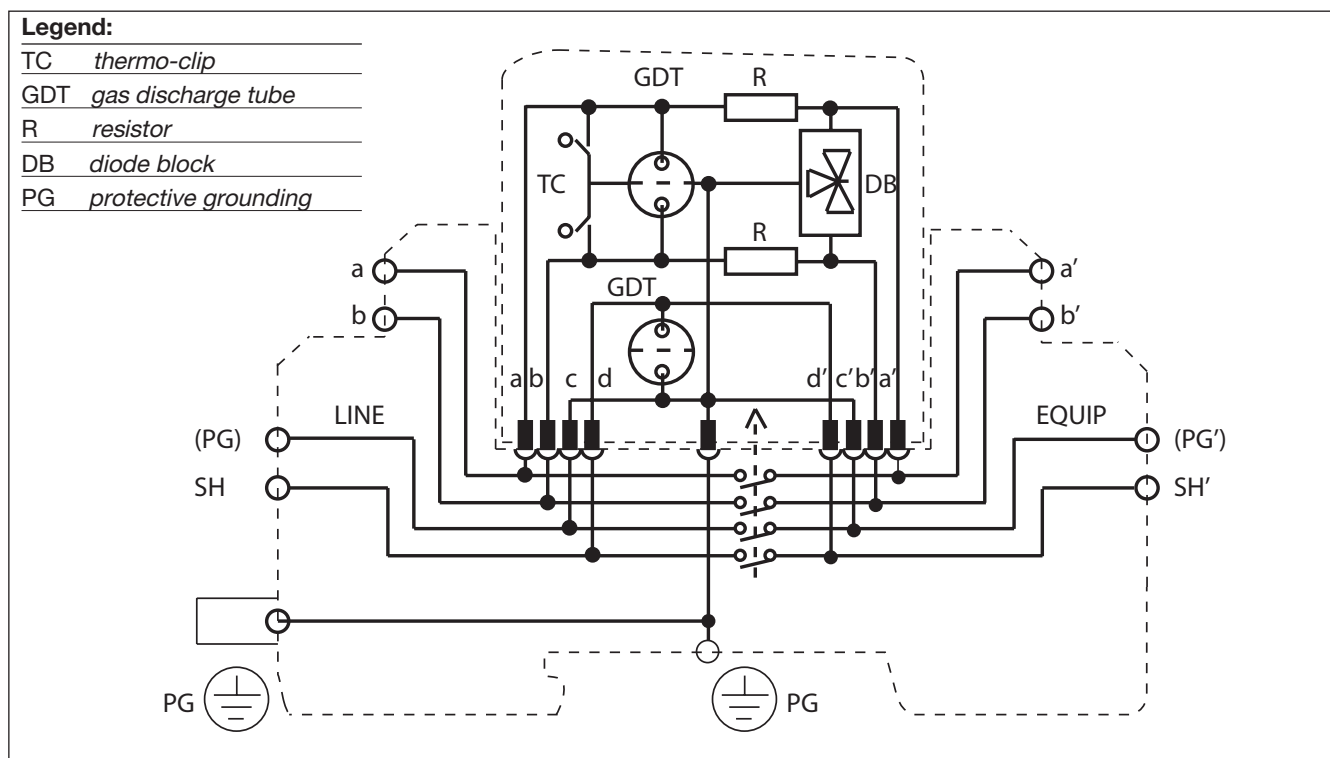 Legend:
TC thermo-clip
GDT gas discharge tube
R resistor
DB diode block
PG protective grounding
GDT R
TC DB
R
GDT
a a'
b b'
a b c d d' c' b' a'
LINE EQUIP
(PG) (PG')
SH SH'
PG PG